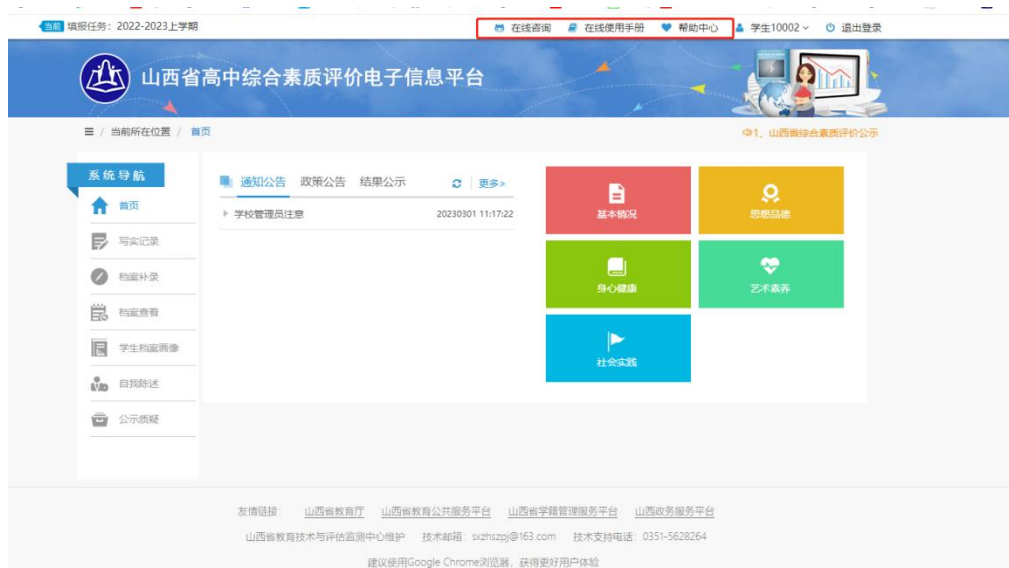 当前 填报任务：2022-2023上学期 在线咨询 在线使用手册 帮助中心 学生10002 退出登录
山西省高中综合素质评价电子信息平台
/ 当前所在位置 / 首页 1、山西省综合素质评价公示
系统导航
首页
写实记录
档案补录
档案查看
学生档案画像
自我陈述
公示质疑
通知公告 政策公告 结果公示 更多>
学校管理员注意 20230301 11:17:22
基本情况 思想品德
身心健康 艺术素养
社会实践
友情链接： 山西省教育厅 山西省教育公共服务平台 山西省学籍管理服务平台 山西政务服务平台
山西省教育技术与评估监测中心维护 技术邮箱：sxzhszpj@163.com 技术支持电话：0351-5628264
建议使用Google Chrome浏览器，获得更好用户体验